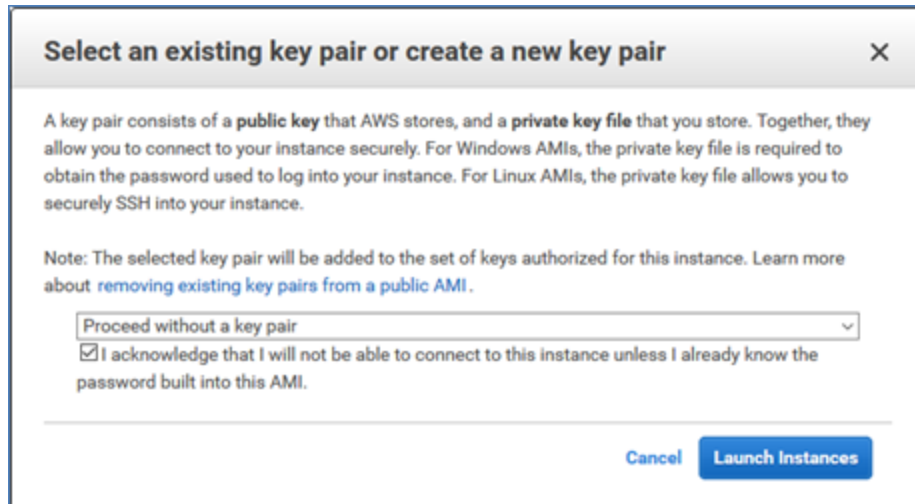 Select an existing key pair or create a new key pair
A key pair consists of a public key that AWS stores, and a private key file that you store. Together, they
allow you to connect to your instance securely. For Windows AMIs, the private key file is required to
obtain the password used to log into your instance. For Linux AMIs, the private key file allows you to
securely SSH into your instance.
Note: The selected key pair will be added to the set of keys authorized for this instance. Learn more
about removing existing key pairs from a public AMI.
Proceed without a key pair
I acknowledge that I will not be able to connect to this instance unless I already know the
password built into this AMI.
Cancel Launch Instances